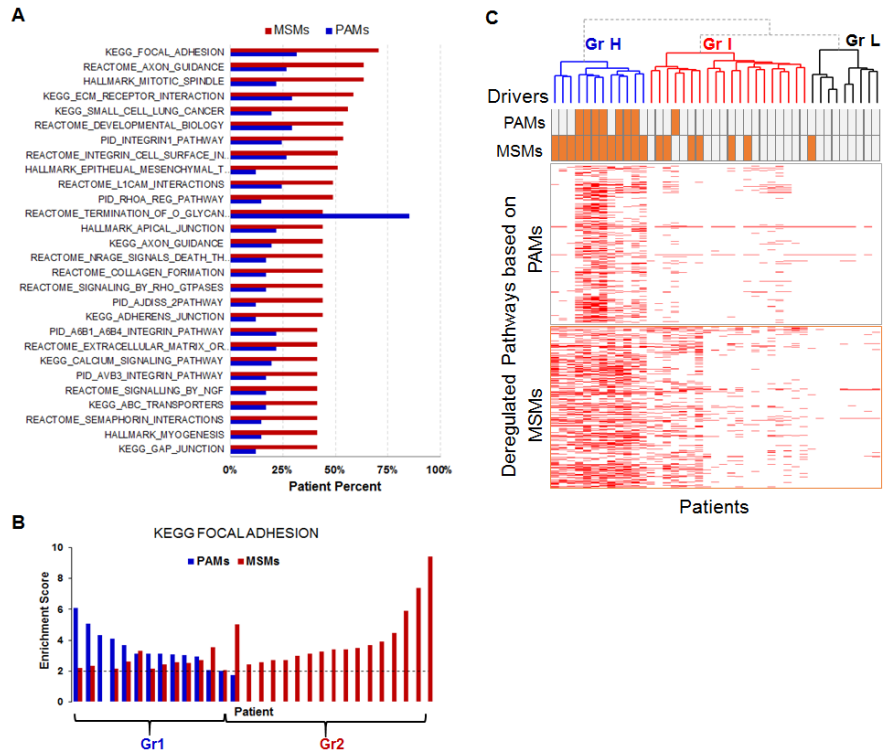 A
MSMs PAMs
KEGG_FOCAL_ADHESION
REACTOME_AXON_GUIDANCE
HALLMARK_MITOTIC_SPINDLE
KEGG_ECM_RECEPTOR_INTERACTION
KEGG_SMALL_CELL_LUNG_CANCER
REACTOME_DEVELOPMENTAL_BIOLOGY
PID_INTEGRIN1_PATHWAY
REACTOME_INTEGRIN_CELL_SURFACE_IN..
HALLMARK_EPITHELIAL_MESENCHYMAL_T..
REACTOME_L1CAM_INTERACTIONS
PID_RHOA_REG_PATHWAY
REACTOME_TERMINATION_OF_O_GLYCAN..
HALLMARK_APICAL_JUNCTION
KEGG_AXON_GUIDANCE
REACTOME_NRAGE_SIGNALS_DEATH_TH..
REACTOME_COLLAGEN_FORMATION
REACTOME_SIGNALING_BY_RHO_GTPASES
PID_AJDISS_2PATHWAY
KEGG_ADHERENS_JUNCTION
PID_A6B1_A6B4_INTEGRIN_PATHWAY
REACTOME_EXTRACELLULAR_MATRIX_OR..
KEGG_CALCIUM_SIGNALING_PATHWAY
PID_AVB3_INTEGRIN_PATHWAY
REACTOME_SIGNALLING_BY_NGF
KEGG_ABC_TRANSPORTERS
REACTOME_SEMAPHORIN_INTERACTIONS
HALLMARK_MYOGENESIS
KEGG_GAP_JUNCTION
0% 25% 50% 75% 100%
Patient Percent
B
KEGG FOCAL ADHESION
PAMs MSMs
Enrichment Score
10
8
6
4
2
0
Patient
Gr1 Gr2
C
Gr H Gr I Gr L
Drivers
PAMs
MSMs
Deregulated Pathways based on
PAMs
MSMs
Patients